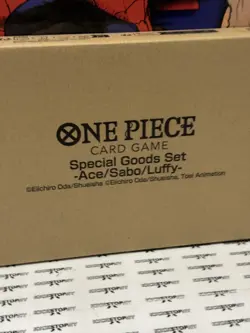 ONE PIECE
CARD GAME
Special Goods Set
-Ace/Sabo/Luffy-
©Eiichiro Oda/Shueisha ©Eiichiro Oda/Shueisha, Toei Animation